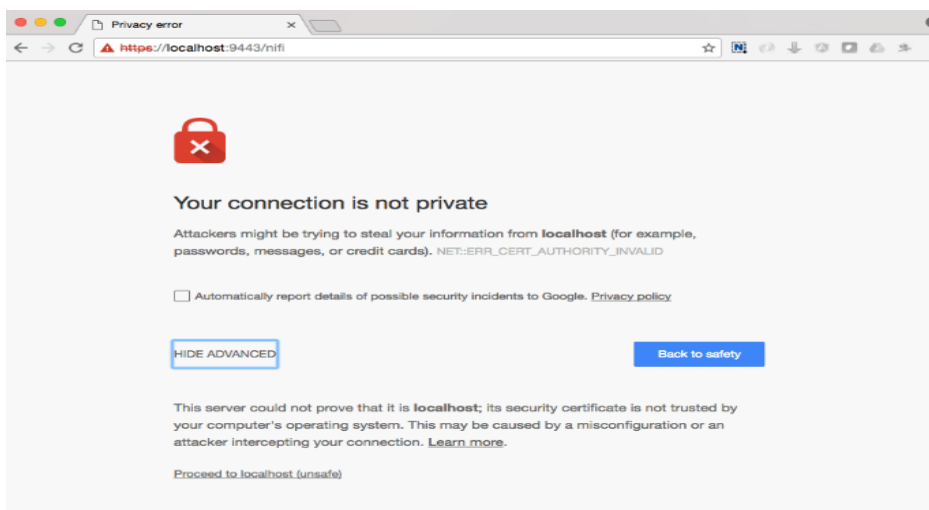 Privacy error
https://localhost:9443/nifi
Your connection is not private
Attackers might be trying to steal your information from localhost (for example,
passwords, messages, or credit cards). NET::ERR_CERT_AUTHORITY_INVALID
Automatically report details of possible security incidents to Google. Privacy policy
HIDE ADVANCED
Back to safety
This server could not prove that it is localhost; its security certificate is not trusted by
your computer's operating system. This may be caused by a misconfiguration or an
attacker intercepting your connection. Learn more.
Proceed to localhost (unsafe)